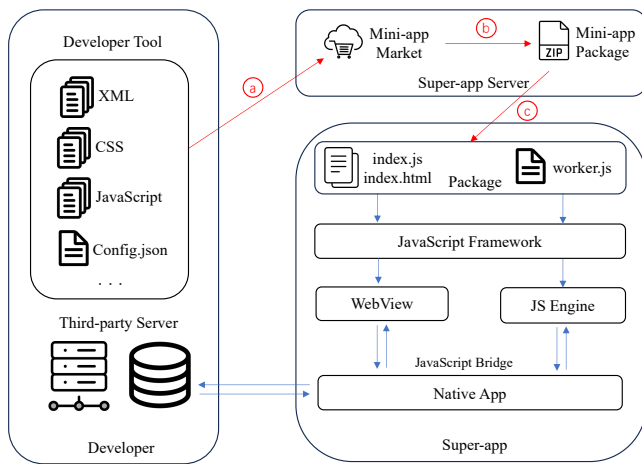 Developer Tool
XML
CSS
JavaScript
Config.json
. . .
Third-party Server
Developer
a
Mini-app
Market
b
ZIP
Mini-app
Package
Super-app Server
c
index.js
index.html
Package
worker.js
JavaScript Framework
WebView
JS Engine
JavaScript Bridge
Native App
Super-app